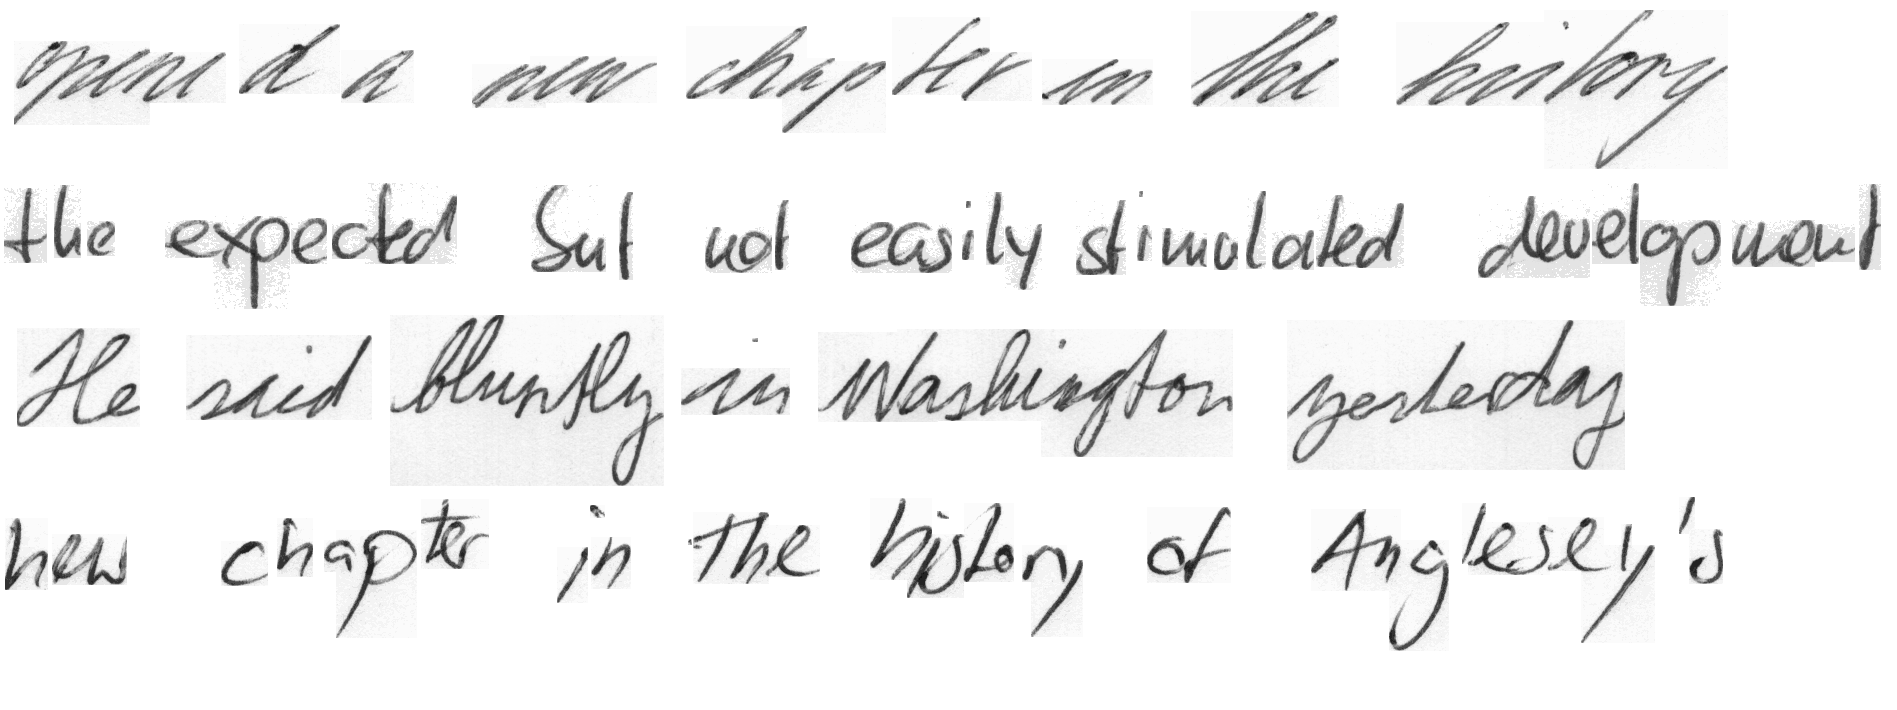 opened a new chapter in the history
the expected but not easily stimulated development
He said bluntly in Washington yesterday
new chapter in the history of Anglesey's